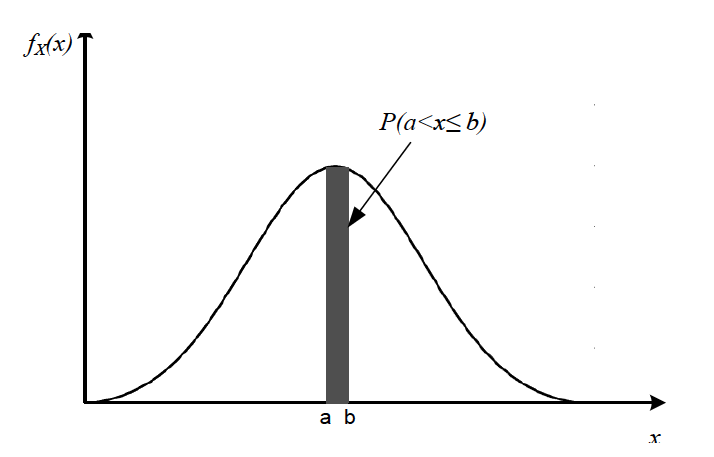 fX(x)
P(a<x≤ b)
a b
x